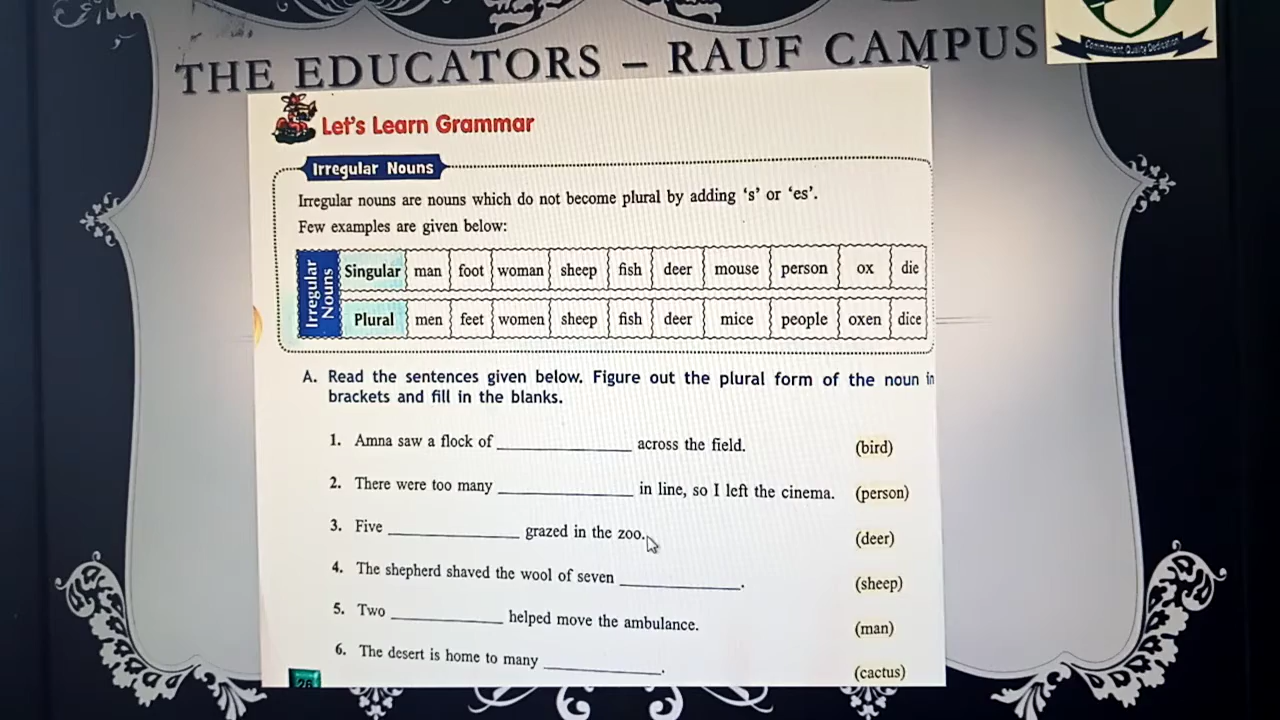 THE EDUCATORS – RAUF CAMPUS
Commitment Quality Dedication
Let's Learn Grammar
Irregular Nouns
Irregular nouns are nouns which do not become plural by adding 's' or 'es'.
Few examples are given below:
Irregular Nouns
Singular man foot woman sheep fish deer mouse person ox die
Plural men feet women sheep fish deer mice people oxen dice
A. Read the sentences given below. Figure out the plural form of the noun in
brackets and fill in the blanks.
1. Amna saw a flock of ______________ across the field. (bird)
2. There were too many ______________ in line, so I left the cinema. (person)
3. Five ______________ grazed in the zoo. (deer)
4. The shepherd shaved the wool of seven ______________. (sheep)
5. Two ______________ helped move the ambulance. (man)
6. The desert is home to many ______________. (cactus)
26